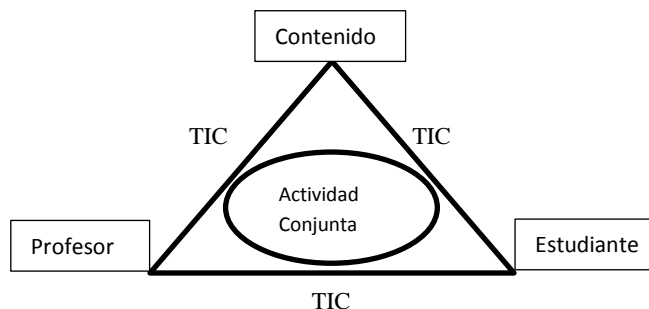 Contenido
TIC
TIC
Actividad
Conjunta
Profesor
Estudiante
TIC